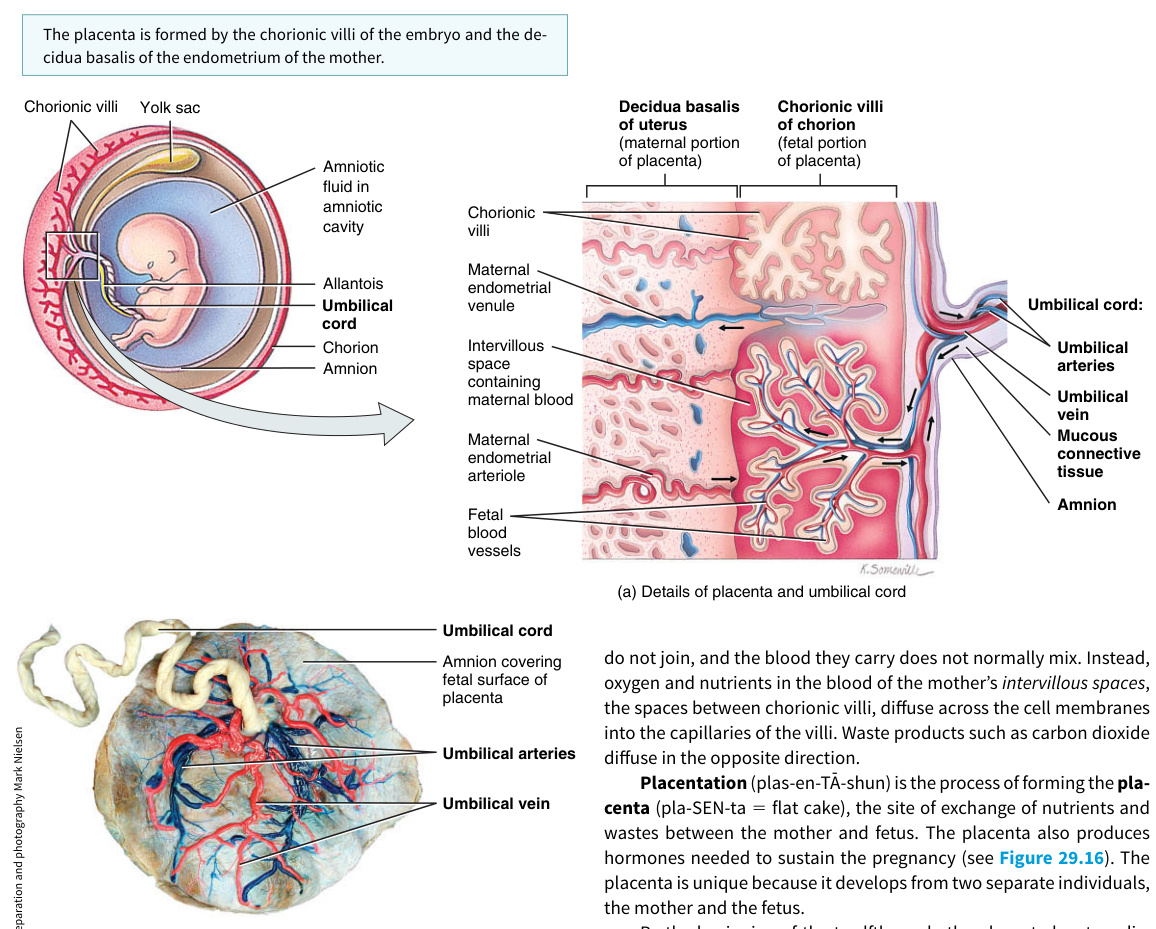 The placenta is formed by the chorionic villi of the embryo and the de-
cidua basalis of the endometrium of the mother.
Chorionic villi
Yolk sac
Amniotic
fluid in
amniotic
cavity
Allantois
Umbilical
cord
Chorion
Amnion
Decidua basalis
of uterus
(maternal portion
of placenta)
Chorionic villi
of chorion
(fetal portion
of placenta)
Chorionic
villi
Maternal
endometrial
venule
Intervillous
space
containing
maternal blood
Maternal
endometrial
arteriole
Fetal
blood
vessels
Umbilical cord:
Umbilical
arteries
Umbilical
vein
Mucous
connective
tissue
Amnion
K. Somerville
(a) Details of placenta and umbilical cord
Umbilical cord
Amnion covering
fetal surface of
placenta
Umbilical arteries
Umbilical vein
eparation and photography Mark Nielsen
do not join, and the blood they carry does not normally mix. Instead,
oxygen and nutrients in the blood of the mother’s intervillous spaces,
the spaces between chorionic villi, diffuse across the cell membranes
into the capillaries of the villi. Waste products such as carbon dioxide
diffuse in the opposite direction.
Placentation (plas-en-TĀ-shun) is the process of forming the pla-
centa (pla-SEN-ta = flat cake), the site of exchange of nutrients and
wastes between the mother and fetus. The placenta also produces
hormones needed to sustain the pregnancy (see Figure 29.16). The
placenta is unique because it develops from two separate individuals,
the mother and the fetus.